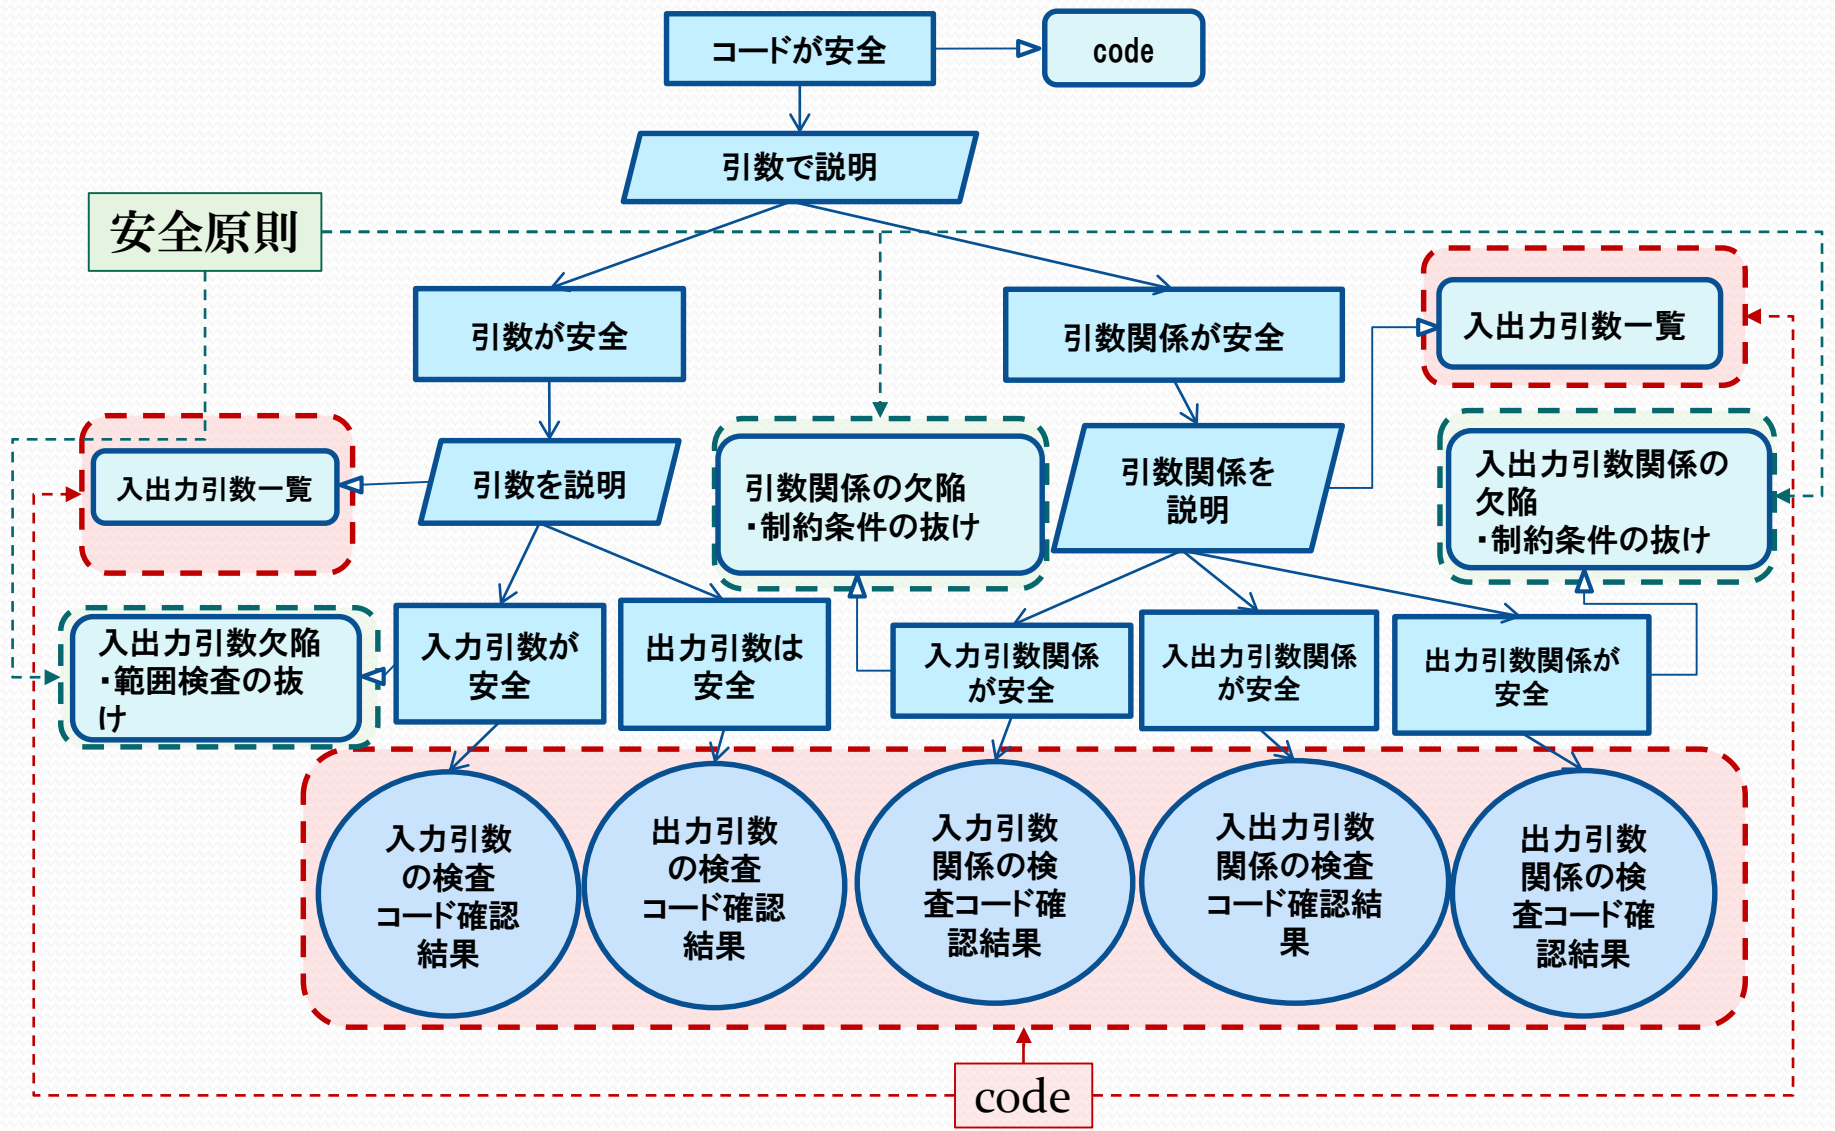 コードが安全
code
引数で説明
安全原則
引数が安全
引数関係が安全
入出力引数一覧
入出力引数一覧
引数を説明
引数関係の欠陥
・制約条件の抜け
引数関係を
説明
入出力引数関係の
欠陥
・制約条件の抜け
入出力引数欠陥
・範囲検査の抜
け
入力引数が
安全
出力引数は
安全
入力引数関係
が安全
入出力引数関係
が安全
出力引数関係が
安全
入力引数
の検査
コード確認
結果
出力引数
の検査
コード確認
結果
入力引数
関係の検
査コード確
認結果
入出力引数
関係の検査
コード確認結
果
出力引数
関係の検
査コード確
認結果
code